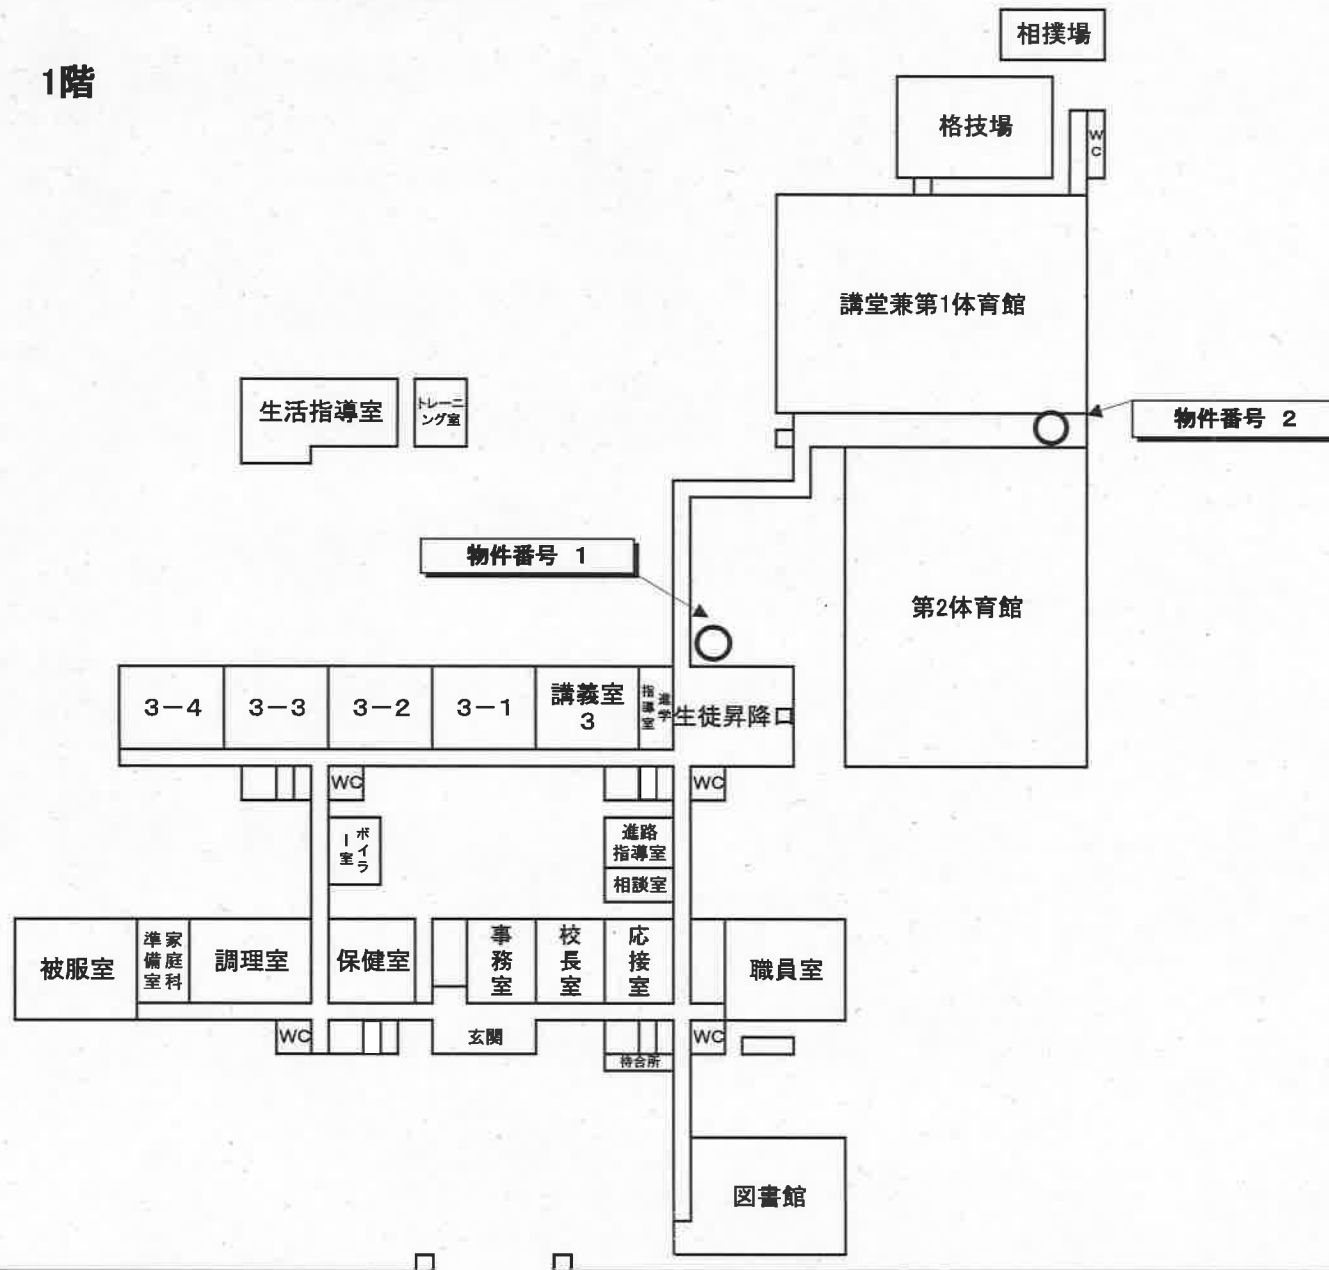 1階
相撲場
格技場
WC
講堂兼第1体育館
生活指導室
トレーニ
ング室
物件番号 2
物件番号 1
第2体育館
3-4
3-3
3-2
3-1
講義室
3
進学
指導室
生徒昇降口
WC
WC
ボイラ
ー室
進路
指導室
相談室
被服室
家庭科
準備室
調理室
保健室
事務室
校長室
応接室
職員室
WC
玄関
WC
待合所
図書館